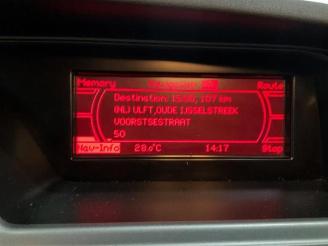 Memory Route
Destination: 15:50, 107 km
(NL) ULFT,OUDE IJSSELSTREEK
VOORSTSESTRAAT
50
Nav-Info 28.0°C 14:17 Stop